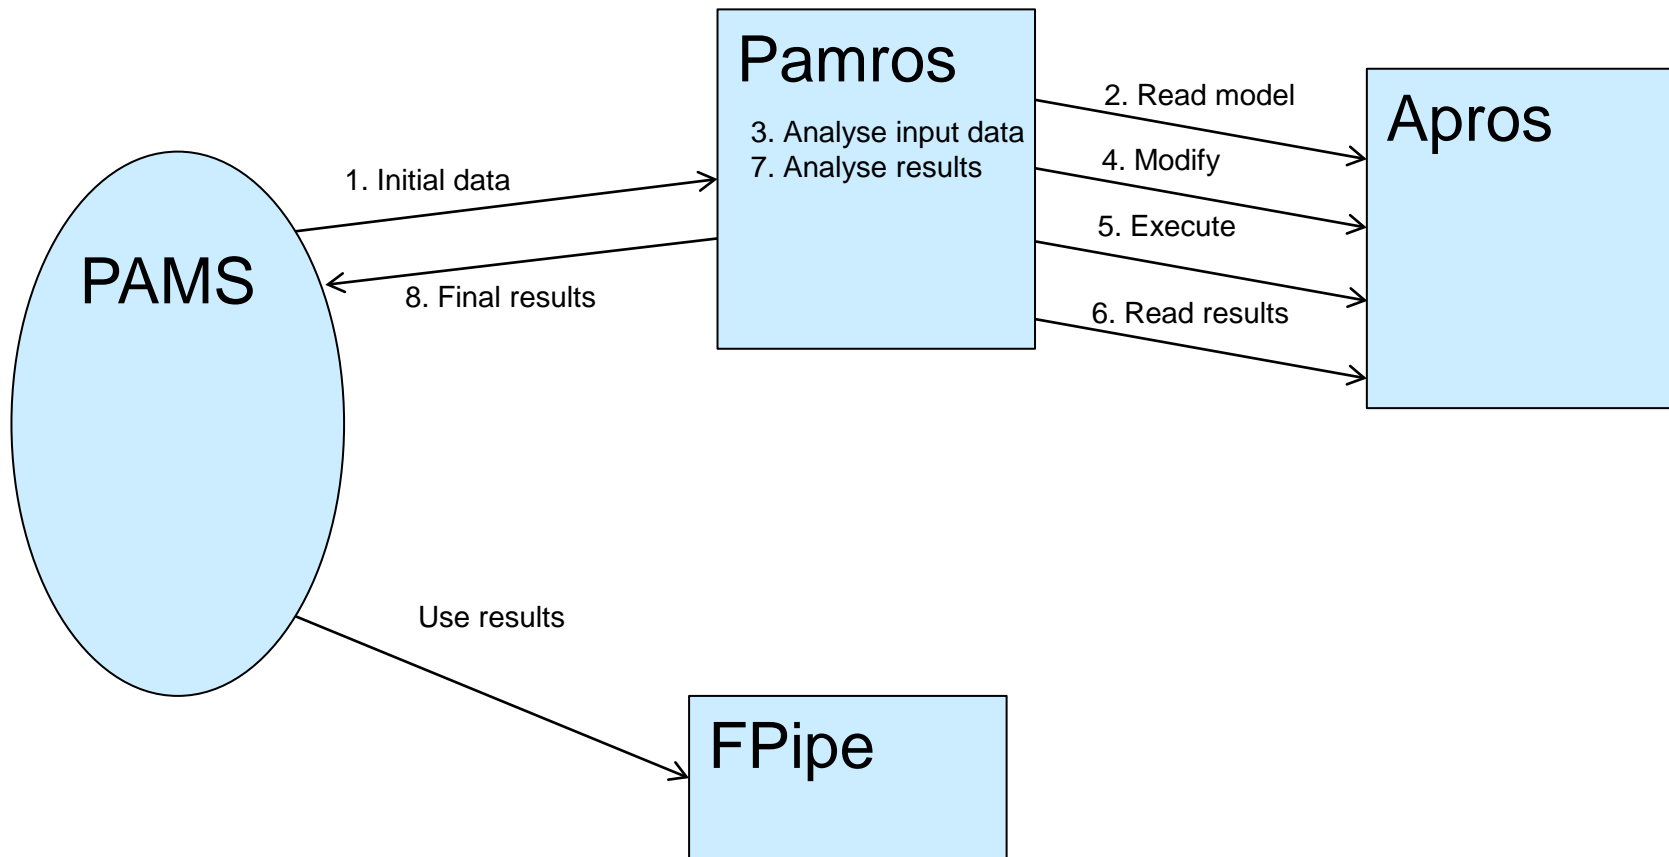 Pamros
3. Analyse input data
7. Analyse results
2. Read model
4. Modify
5. Execute
6. Read results
Apros
1. Initial data
8. Final results
PAMS
Use results
FPipe